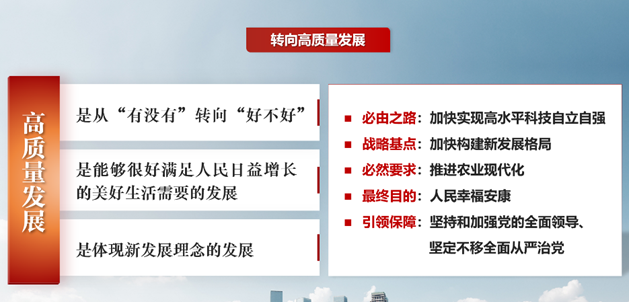 转向高质量发展
高质量发展
是从“有没有”转向“好不好”
是能够很好满足人民日益增长
的美好生活需要的发展
是体现新发展理念的发展
■ 必由之路：加快实现高水平科技自立自强
■ 战略基点：加快构建新发展格局
■ 必然要求：推进农业现代化
■ 最终目的：人民幸福安康
■ 引领保障：坚持和加强党的全面领导、
坚定不移全面从严治党